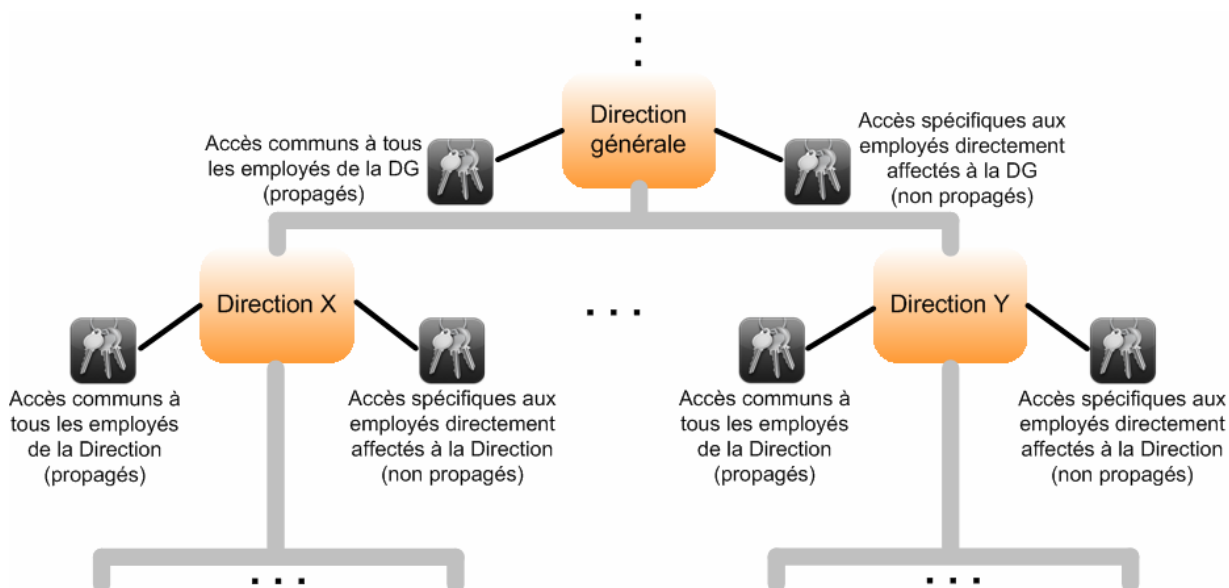 Direction
générale
Accès communs à tous
les employés de la DG
(propagés)
Accès spécifiques aux
employés directement
affectés à la DG
(non propagés)
Direction X
. . .
Direction Y
Accès communs à
tous les employés
de la Direction
(propagés)
Accès spécifiques aux
employés directement
affectés à la Direction
(non propagés)
Accès communs à
tous les employés
de la Direction
(propagés)
Accès spécifiques aux
employés directement
affectés à la Direction
(non propagés)
. . .
. . .